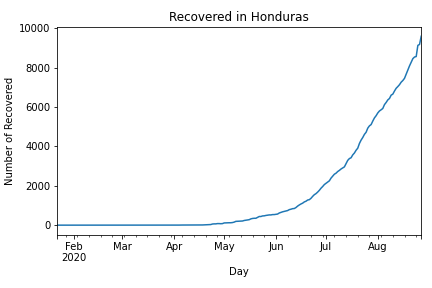 Recovered in Honduras
Number of Recovered
10000
8000
6000
4000
2000
0
Feb Mar Apr May Jun Jul Aug
2020
Day